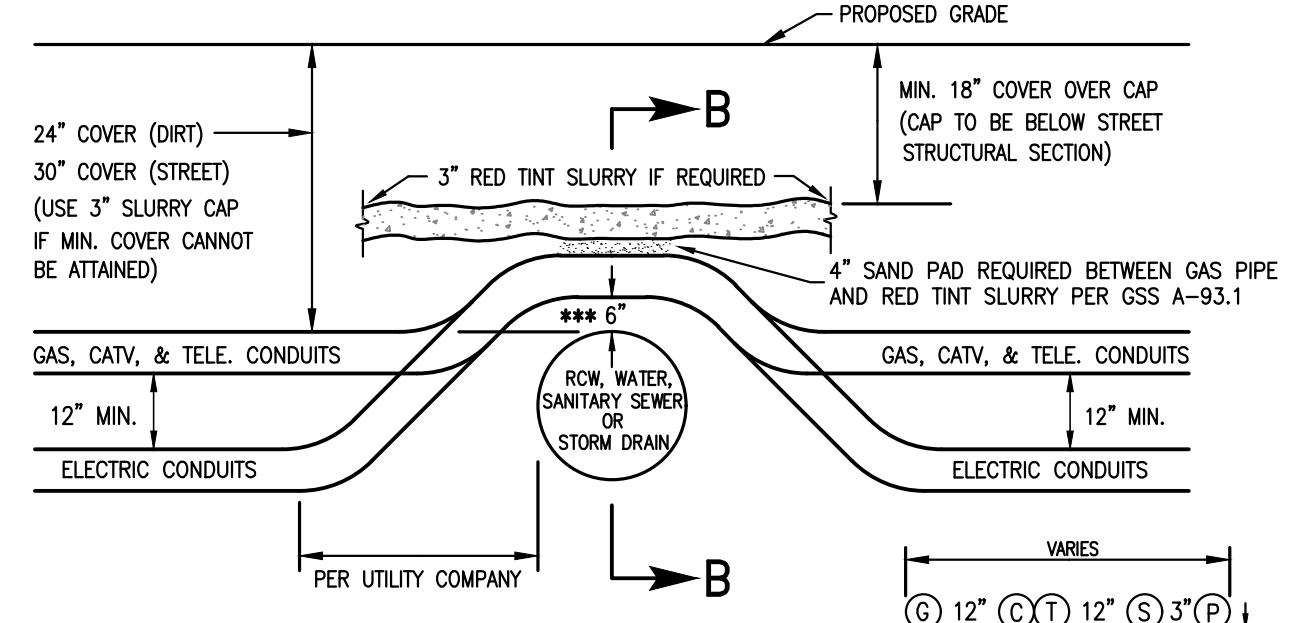 PROPOSED GRADE
B
MIN. 18” COVER OVER CAP
(CAP TO BE BELOW STREET
STRUCTURAL SECTION)
24” COVER (DIRT)
30” COVER (STREET)
(USE 3” SLURRY CAP
IF MIN. COVER CANNOT
BE ATTAINED)
3” RED TINT SLURRY IF REQUIRED
4” SAND PAD REQUIRED BETWEEN GAS PIPE
AND RED TINT SLURRY PER GSS A-93.1
*** 6”
GAS, CATV, & TELE. CONDUITS
GAS, CATV, & TELE. CONDUITS
RCW, WATER,
SANITARY SEWER
OR
STORM DRAIN
12” MIN.
12” MIN.
ELECTRIC CONDUITS
ELECTRIC CONDUITS
PER UTILITY COMPANY
B
VARIES
G 12” C T 12” S 3” P